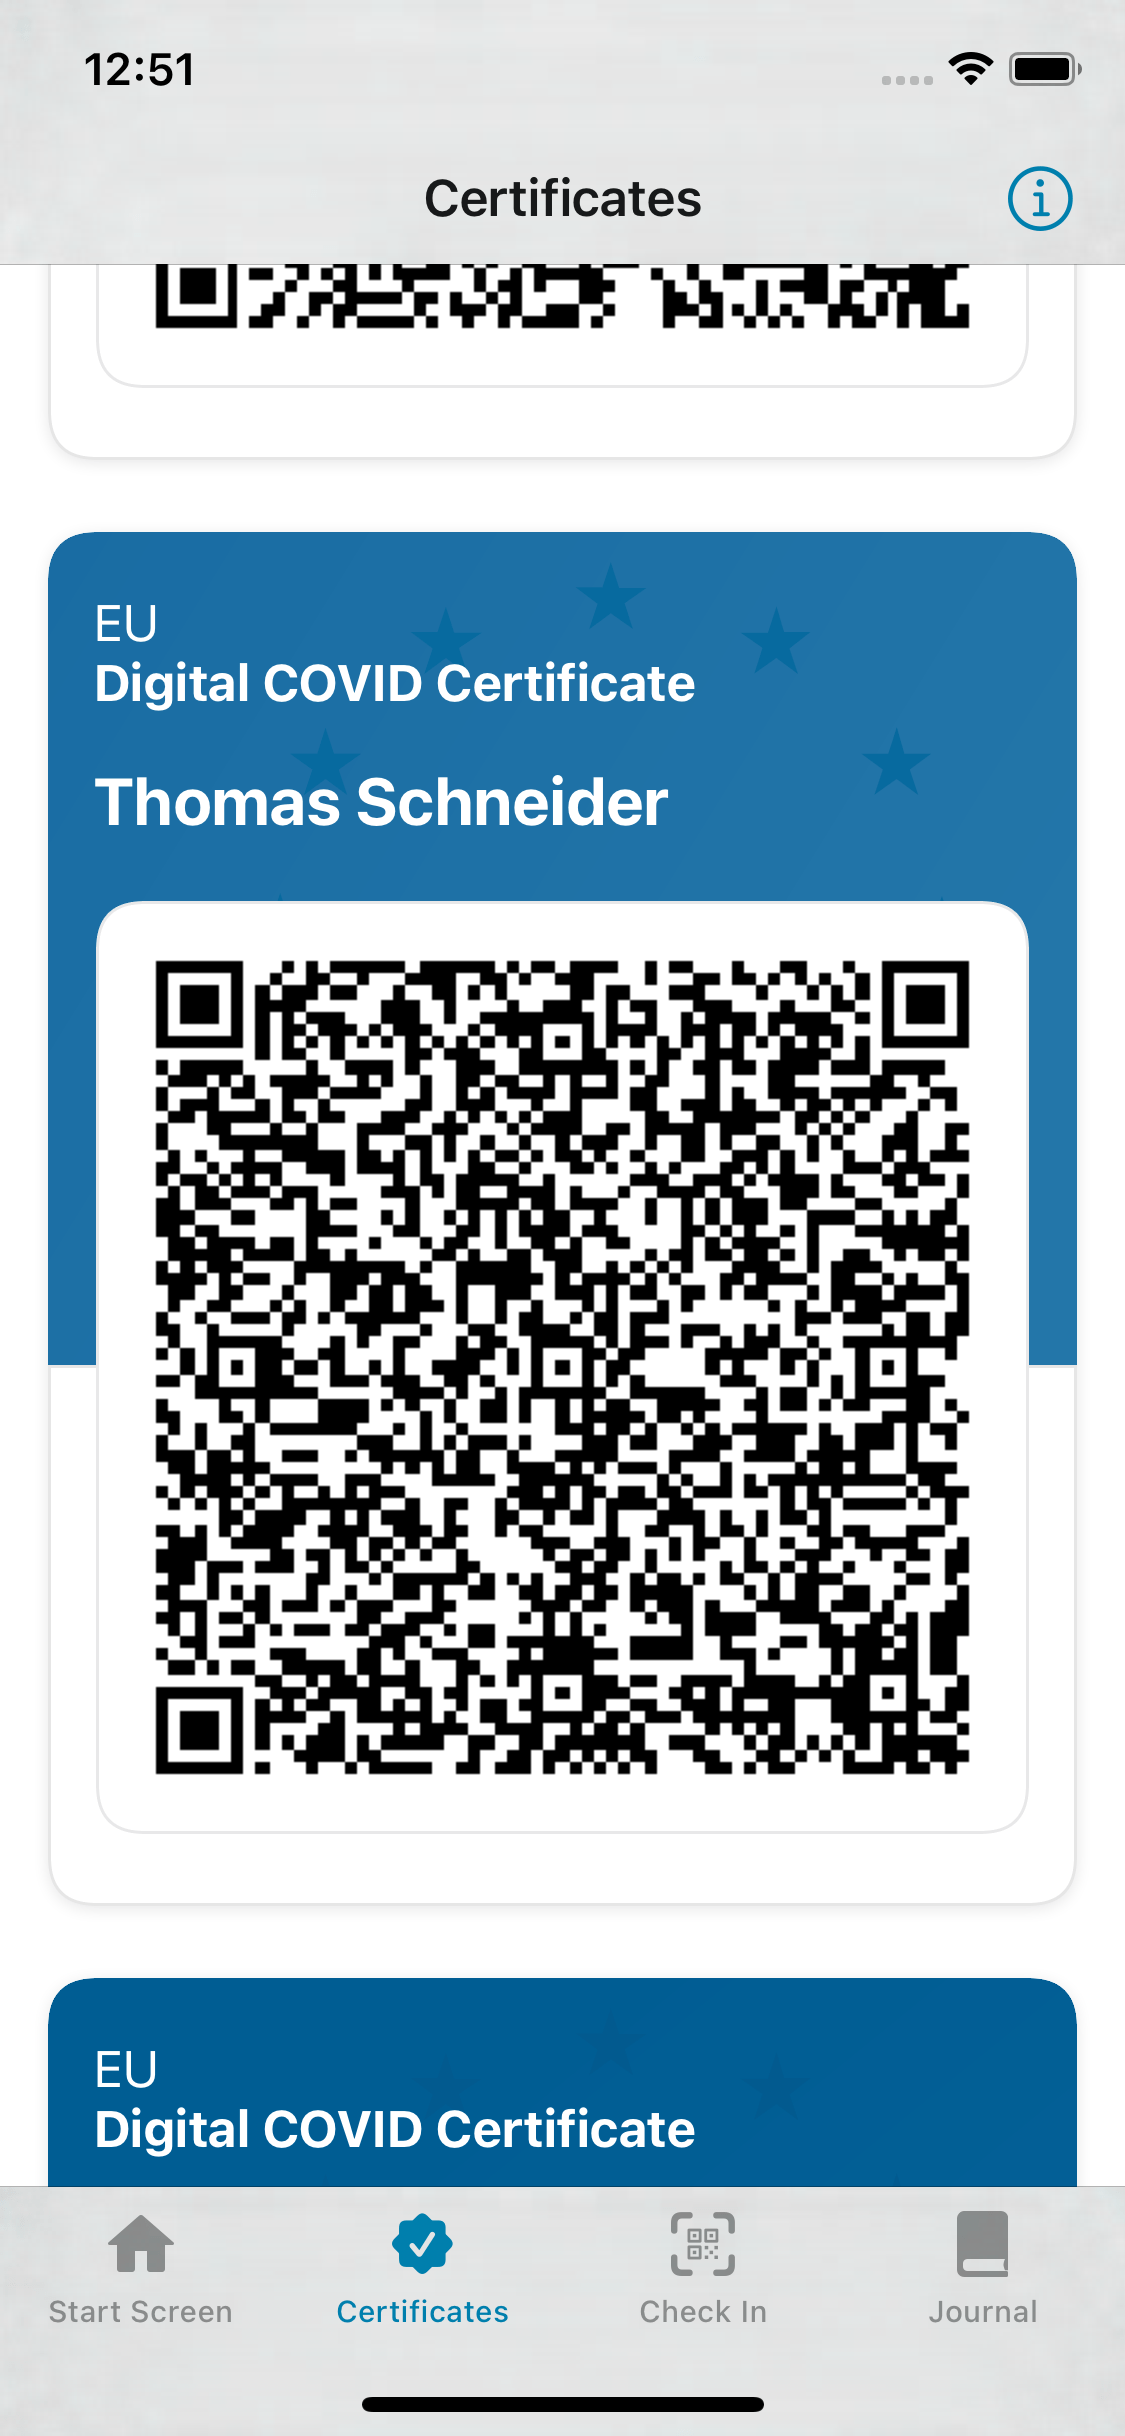 12:51
Certificates
EU
Digital COVID Certificate
Thomas Schneider
EU
Digital COVID Certificate
Start Screen
Certificates
Check In
Journal